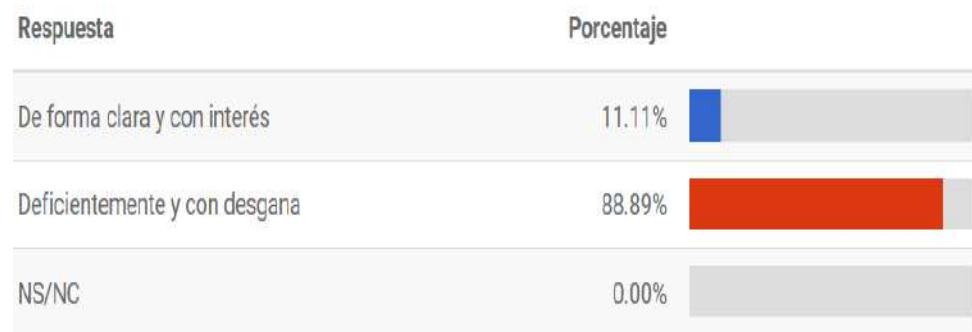 Respuesta Porcentaje
De forma clara y con interés 11.11%
Deficientemente y con desgana 88.89%
NS/NC 0.00%